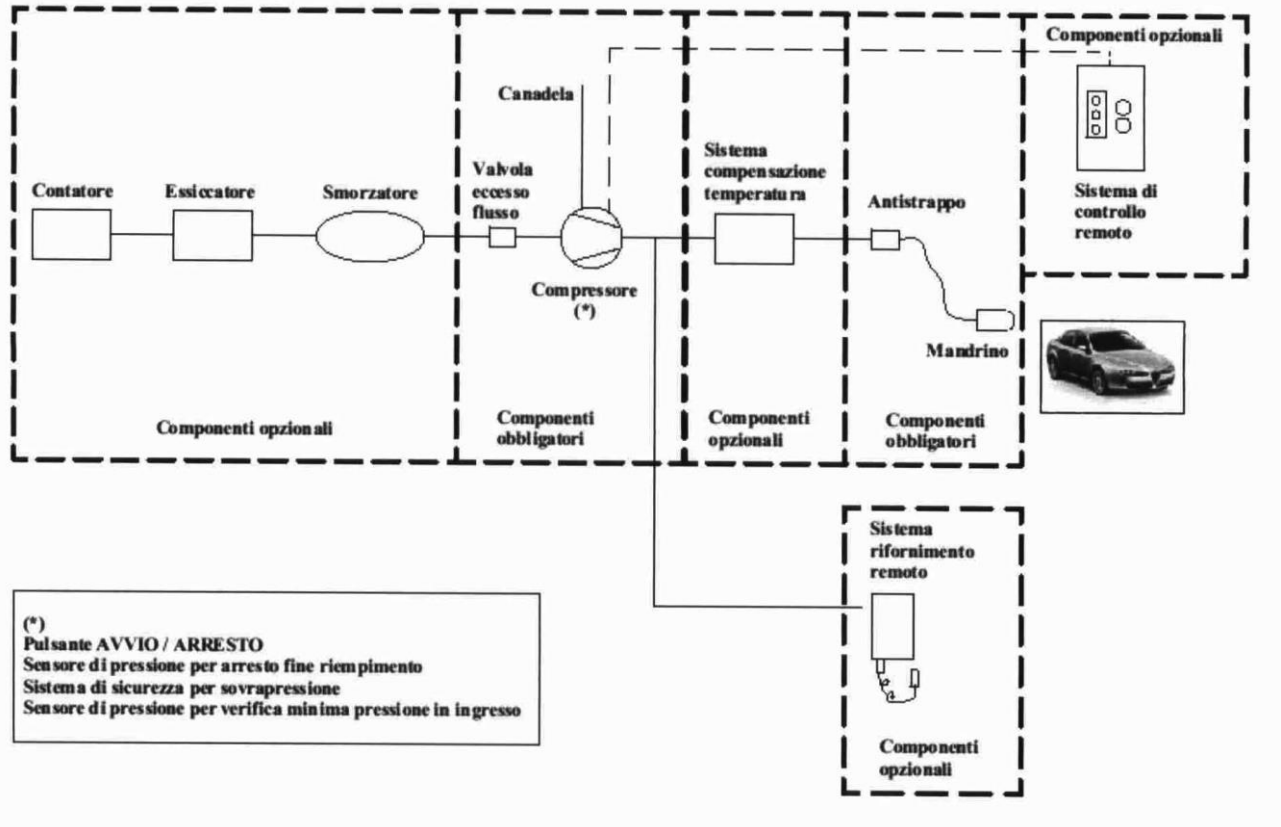 Componenti opzionali
Canadela
Contatore
Essiccatore
Smorzatore
Valvola
eccesso
flusso
Compressore
(*)
Sistema
compensazione
temperatura
Antistrappo
Mandrino
Sistema di
controllo
remoto
Componenti opzionali
Componenti
obbligatori
Componenti
opzionali
Componenti
obbligatori
Sistema
rifornimento
remoto
Componenti
opzionali
(*)
Pulsante AVVIO / ARRESTO
Sensore di pressione per arresto fine riempimento
Sistema di sicurezza per sovrapressione
Sensore di pressione per verifica minima pressione in ingresso